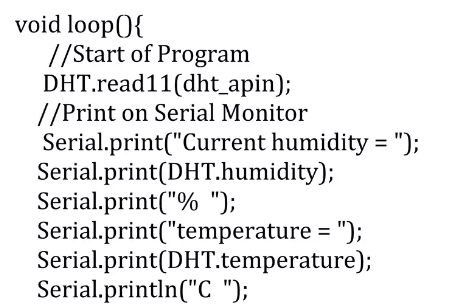 void loop(){
//Start of Program
DHT.read11(dht_apin);
//Print on Serial Monitor
Serial.print("Current humidity = ");
Serial.print(DHT.humidity);
Serial.print("%  ");
Serial.print("temperature = ");
Serial.print(DHT.temperature);
Serial.println("C  ");